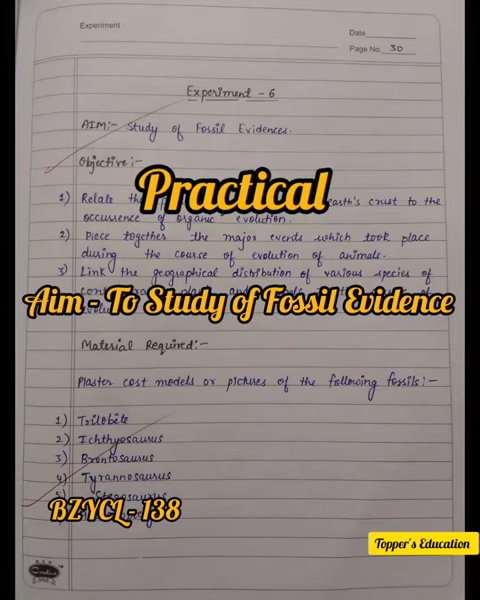 Experiment :
Date
Page No. 30
Experiment - 6
AIM:- Study of Fossil Evidences.
Objective :-
Practical
1) Relate the earth's crust to the
occurrence of organic evolution.
2) Piece together the major events which took place
during the course of evolution of animals.
3) Link the geographical distribution of various species of
Aim - To Study of Fossil Evidence
Material Required:-
Plaster cast models or pictures of the following fossils:-
1) Trilobite
2) Ichthyosaurus
3) Brontosaurus
4) Tyrannosaurus
5) Stegosaurus
BZYCL - 138
Topper's Education
Creative